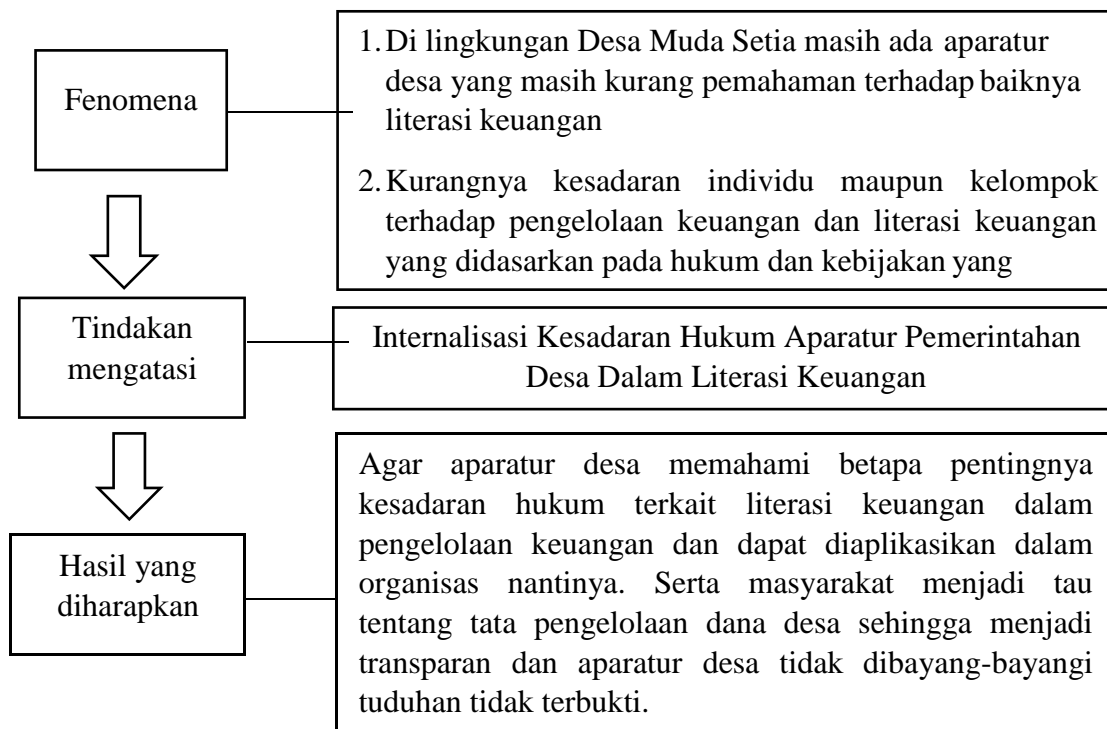 Fenomena
1. Di lingkungan Desa Muda Setia masih ada aparatur
desa yang masih kurang pemahaman terhadap baiknya
literasi keuangan
2. Kurangnya kesadaran individu maupun kelompok
terhadap pengelolaan keuangan dan literasi keuangan
yang didasarkan pada hukum dan kebijakan yang
Tindakan
mengatasi
Internalisasi Kesadaran Hukum Aparatur Pemerintahan
Desa Dalam Literasi Keuangan
Hasil yang
diharapkan
Agar aparatur desa memahami betapa pentingnya
kesadaran hukum terkait literasi keuangan dalam
pengelolaan keuangan dan dapat diaplikasikan dalam
organisas nantinya. Serta masyarakat menjadi tau
tentang tata pengelolaan dana desa sehingga menjadi
transparan dan aparatur desa tidak dibayang-bayangi
tuduhan tidak terbukti.